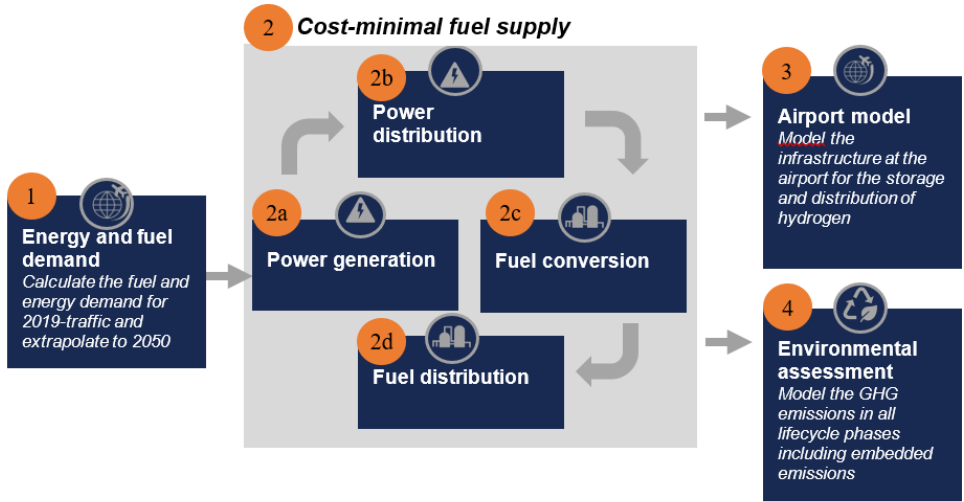 1
Energy and fuel
demand
Calculate the fuel and
energy demand for
2019-traffic and
extrapolate to 2050
2 Cost-minimal fuel supply
2a
Power generation
2b
Power
distribution
2c
Fuel conversion
2d
Fuel distribution
3
Airport model
Model the
infrastructure at the
airport for the storage
and distribution of
hydrogen
4
Environmental
assessment
Model the GHG
emissions in all
lifecycle phases
including embedded
emissions